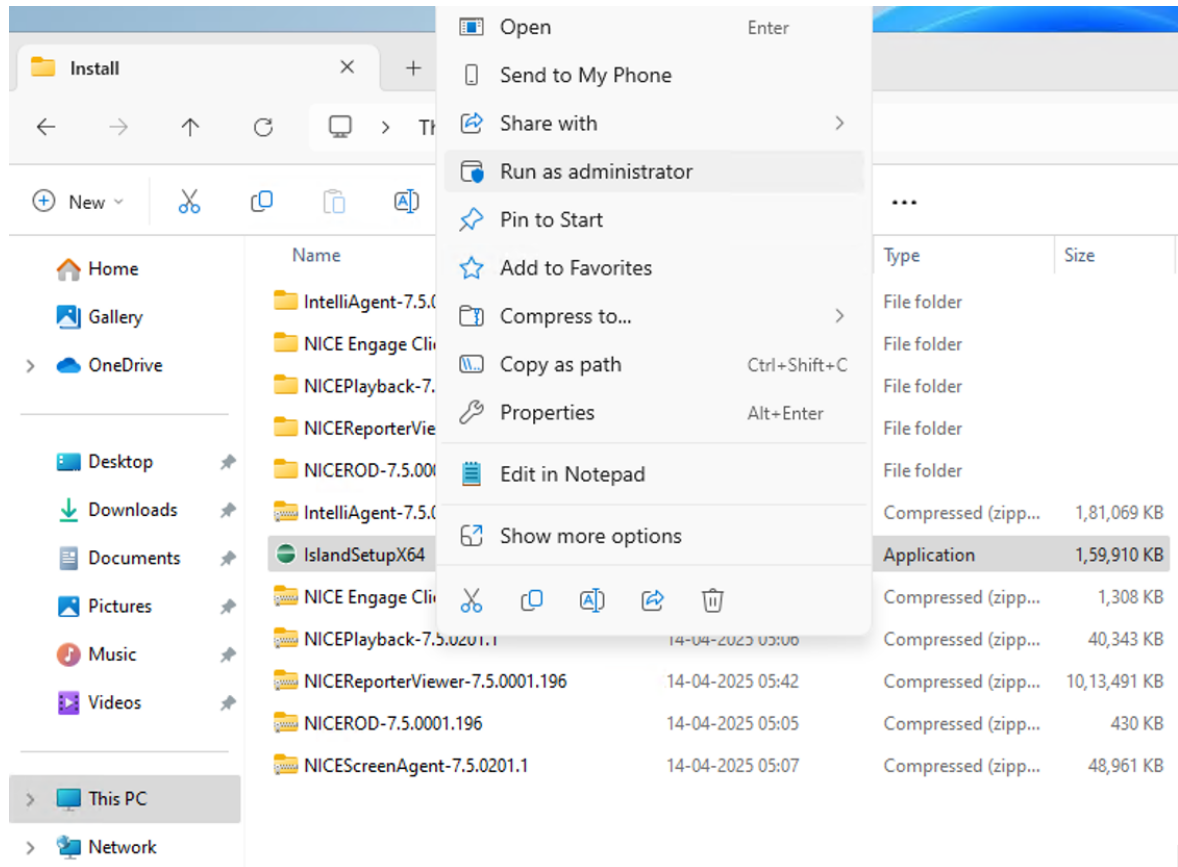 Install
Th
New
Open Enter
Send to My Phone
Share with
Run as administrator
Pin to Start
Add to Favorites
Compress to...
Copy as path Ctrl+Shift+C
Properties Alt+Enter
Edit in Notepad
Show more options
Home
Gallery
OneDrive
Desktop
Downloads
Documents
Pictures
Music
Videos
This PC
Network
Name Type Size
IntelliAgent-7.5.0 File folder
NICE Engage Clie File folder
NICEPlayback-7. File folder
NICEReporterVie File folder
NICEROD-7.5.000 File folder
IntelliAgent-7.5.0 Compressed (zipp... 1,81,069 KB
IslandSetupX64 Application 1,59,910 KB
NICE Engage Clie Compressed (zipp... 1,308 KB
NICEPlayback-7.5.0201.1 14-04-2025 05:06 Compressed (zipp... 40,343 KB
NICEReporterViewer-7.5.0001.196 14-04-2025 05:42 Compressed (zipp... 10,13,491 KB
NICEROD-7.5.0001.196 14-04-2025 05:05 Compressed (zipp... 430 KB
NICEScreenAgent-7.5.0201.1 14-04-2025 05:07 Compressed (zipp... 48,961 KB